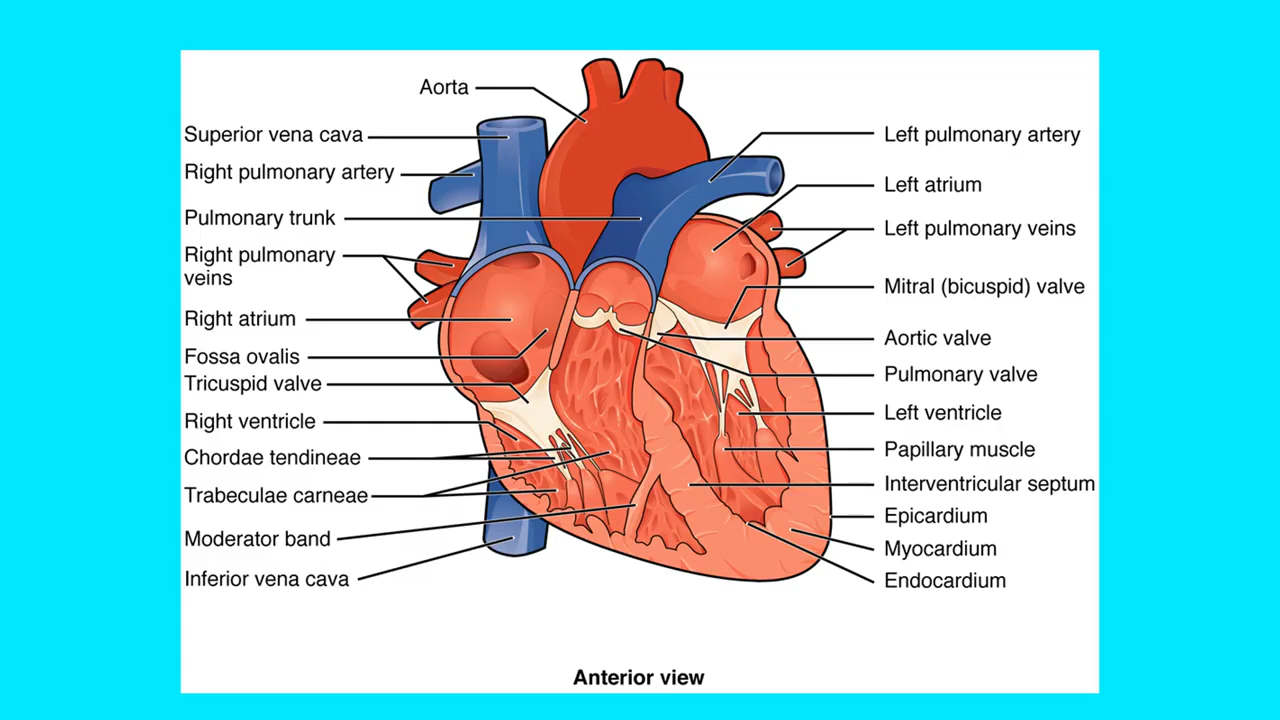 Aorta
Superior vena cava
Right pulmonary artery
Pulmonary trunk
Right pulmonary
veins
Right atrium
Fossa ovalis
Tricuspid valve
Right ventricle
Chordae tendineae
Trabeculae carneae
Moderator band
Inferior vena cava
Left pulmonary artery
Left atrium
Left pulmonary veins
Mitral (bicuspid) valve
Aortic valve
Pulmonary valve
Left ventricle
Papillary muscle
Interventricular septum
Epicardium
Myocardium
Endocardium
Anterior view